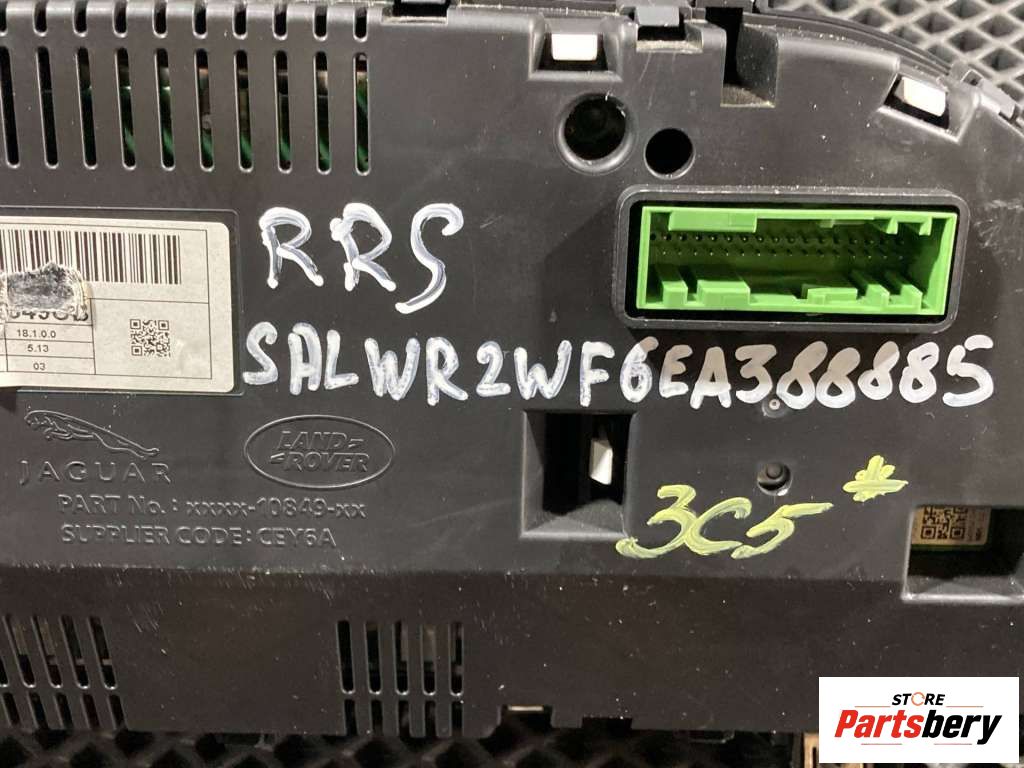 RRS
18.1.0.0
5.13
03
SALWR2WF6EA388885
JAGUAR
LAND-
-ROVER
PART No. : xxxxx-10849-xx
SUPPLIER CODE: CEY6A
3C5*
STORE
Partsbery